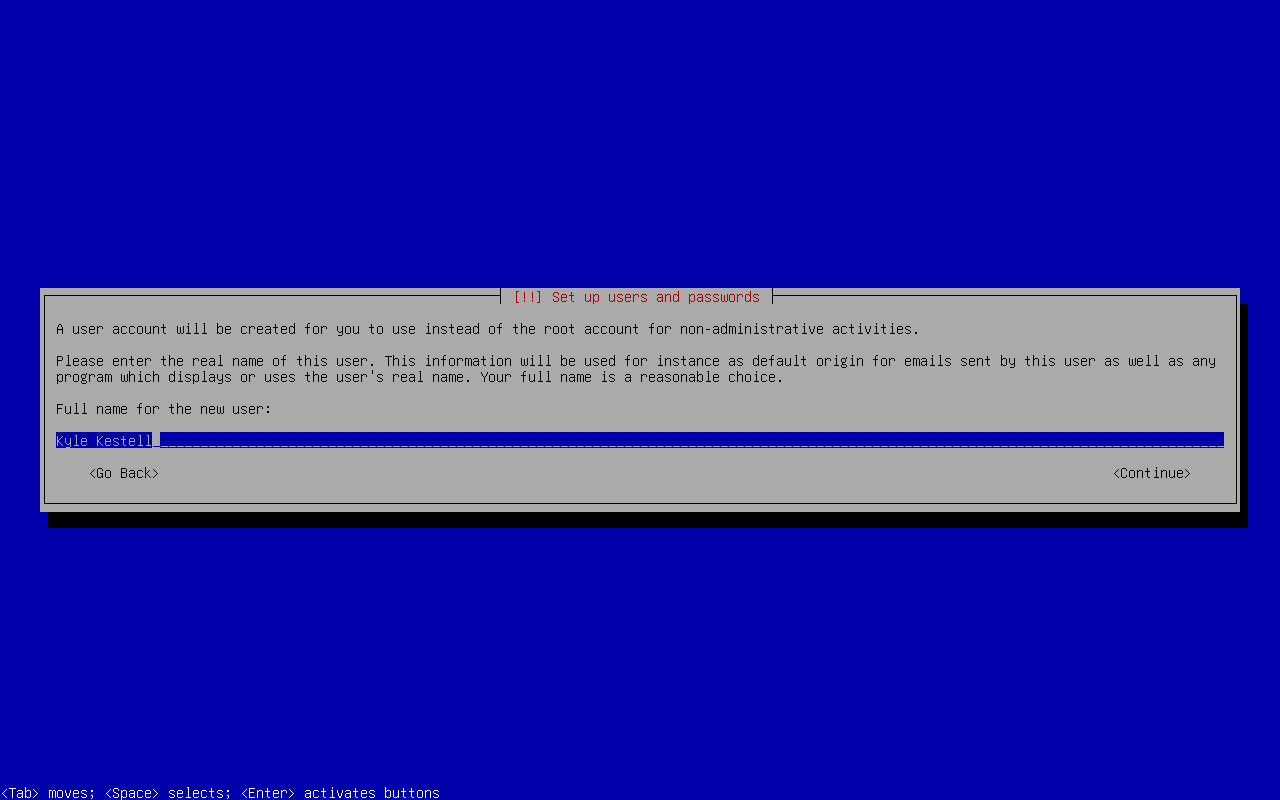 [!!] Set up users and passwords
A user account will be created for you to use instead of the root account for non-administrative activities.
Please enter the real name of this user. This information will be used for instance as default origin for emails sent by this user as well as any
program which displays or uses the user's real name. Your full name is a reasonable choice.
Full name for the new user:
Kyle Kestell
<Go Back> <Continue>
<Tab> moves; <Space> selects; <Enter> activates buttons